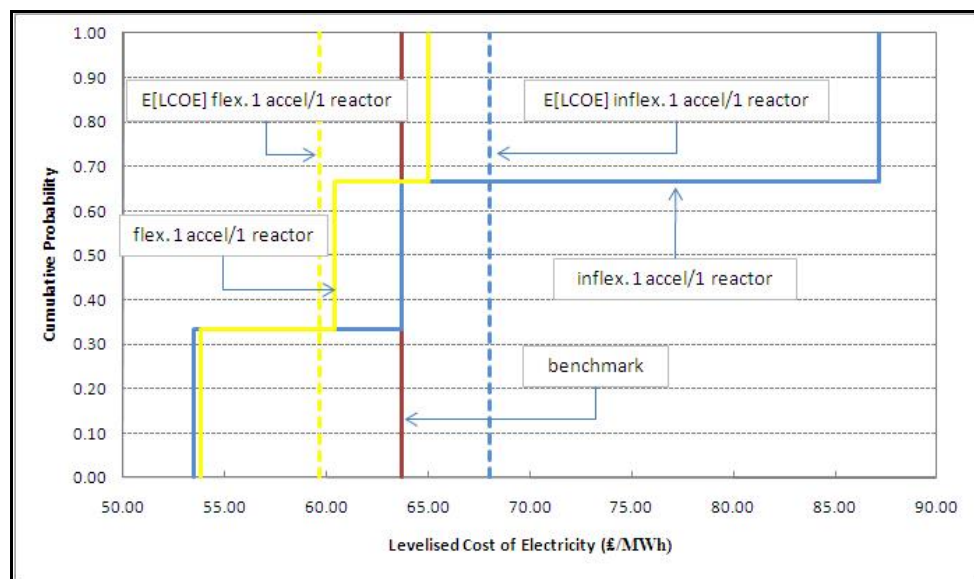 1.00
0.90
0.80
0.70
0.60
0.50
0.40
0.30
0.20
0.10
0.00
Cumulative Probability
E[LCOE] flex. 1 accel/1 reactor
E[LCOE] inflex. 1 accel/1 reactor
flex. 1 accel/1 reactor
inflex. 1 accel/1 reactor
benchmark
50.00 55.00 60.00 65.00 70.00 75.00 80.00 85.00 90.00
Levelised Cost of Electricity (₤/MWh)